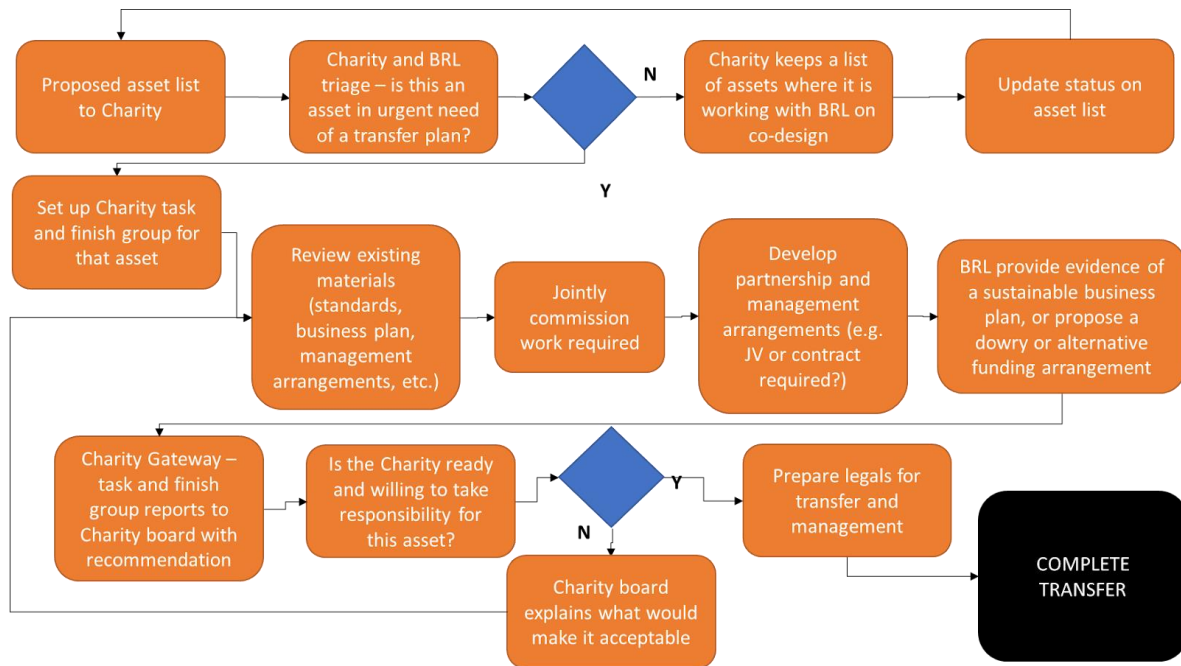 Proposed asset list
to Charity
Charity and BRL
triage – is this an
asset in urgent need
of a transfer plan?
N
Charity keeps a list
of assets where it is
working with BRL on
co-design
Update status on
asset list
Y
Set up Charity task
and finish group for
that asset
Review existing
materials
(standards,
business plan,
management
arrangements, etc.)
Jointly
commission
work required
Develop
partnership and
management
arrangements (e.g.
JV or contract
required?)
BRL provide evidence of
a sustainable business
plan, or propose a
dowry or alternative
funding arrangement
Charity Gateway –
task and finish
group reports to
Charity board with
recommendation
Is the Charity ready
and willing to take
responsibility for
this asset?
Y
N
Prepare legals for
transfer and
management
Charity board
explains what would
make it acceptable
COMPLETE
TRANSFER